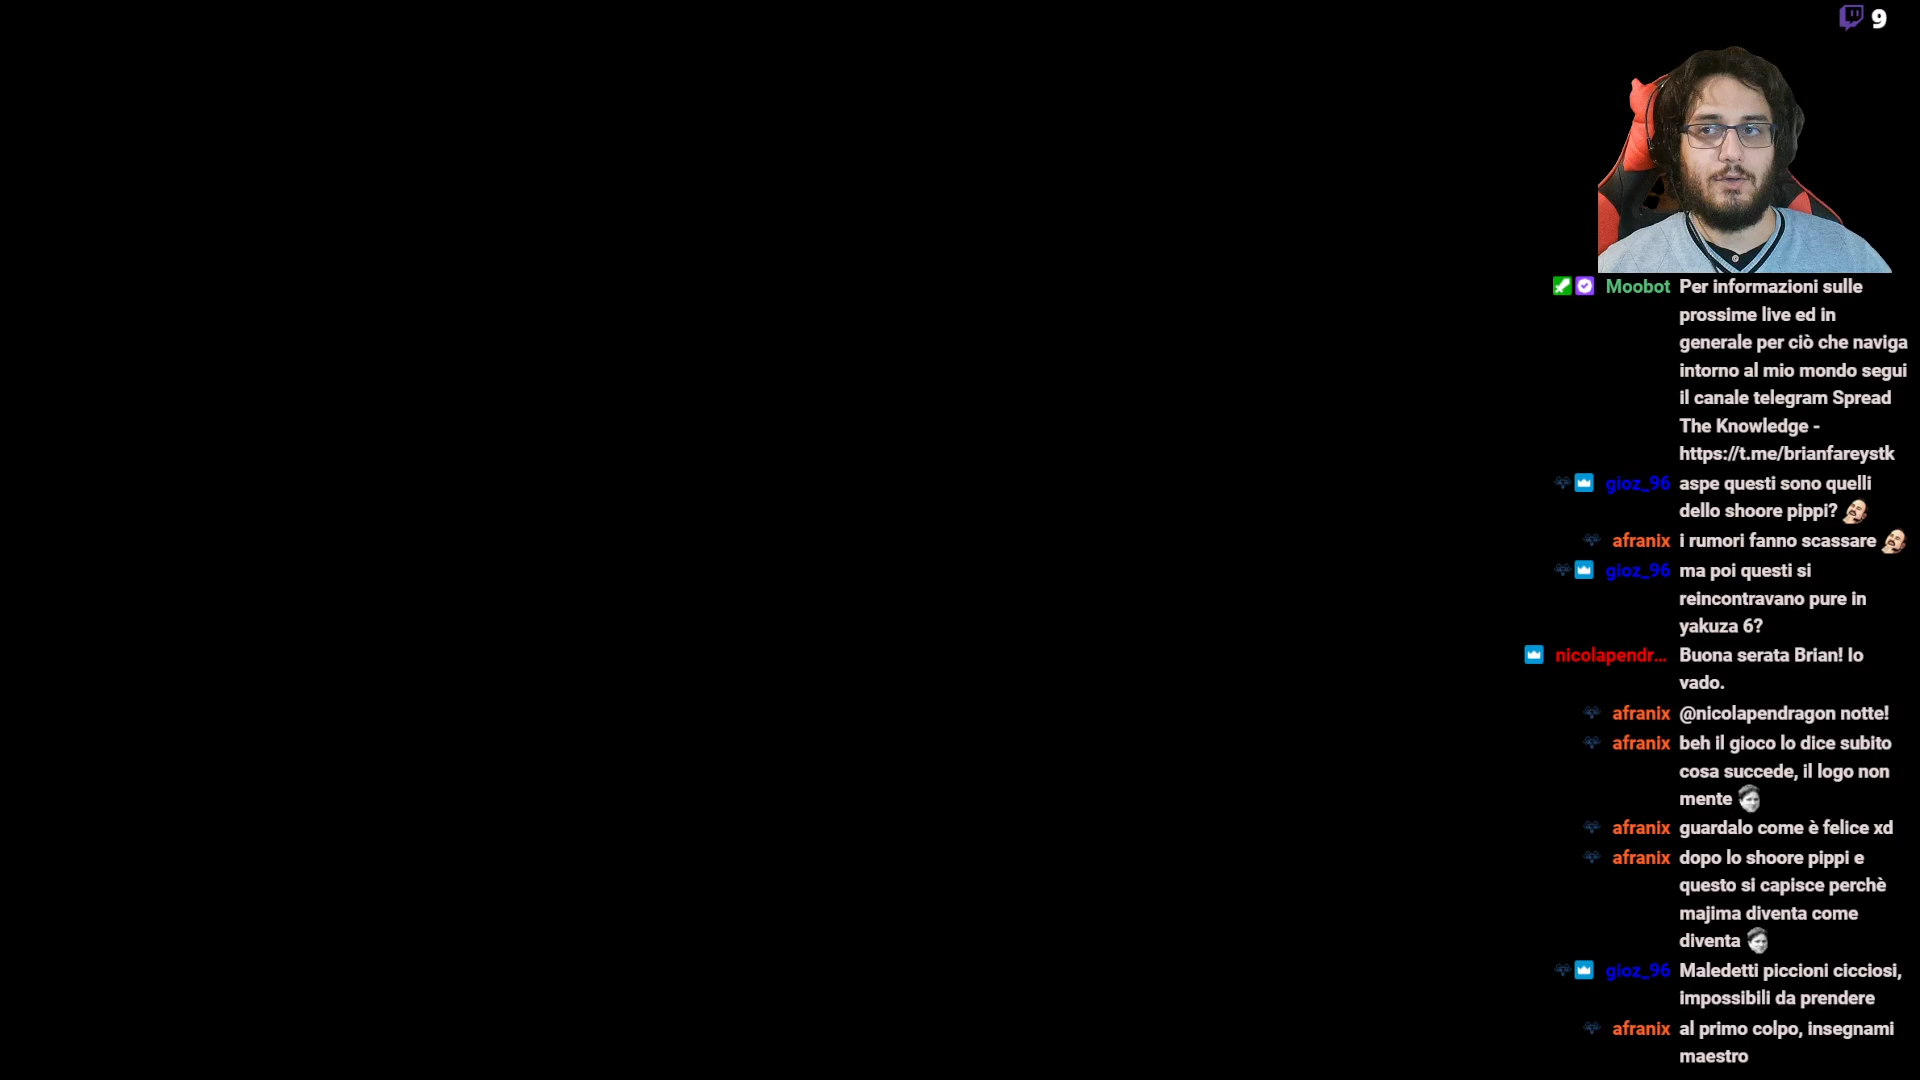 9
Moobot Per informazioni sulle
prossime live ed in
generale per ciò che naviga
intorno al mio mondo segui
il canale telegram Spread
The Knowledge -
https://t.me/brianfareystk
gioz_96 aspe questi sono quelli
dello shoore pippi?
afranix i rumori fanno scassare
gioz_96 ma poi questi si
reincontravano pure in
yakuza 6?
nicolapendr... Buona serata Brian! Io
vado.
afranix @nicolapendragon notte!
afranix beh il gioco lo dice subito
cosa succede, il logo non
mente
afranix guardalo come è felice xd
afranix dopo lo shoore pippi e
questo si capisce perchè
majima diventa come
diventa
gioz_96 Maledetti piccioni cicciosi,
impossibili da prendere
afranix al primo colpo, insegnami
maestro